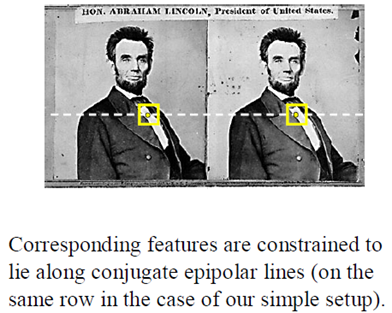 HON. ABRAHAM LINCOLN, President of United States.
Corresponding features are constrained to
lie along conjugate epipolar lines (on the
same row in the case of our simple setup).